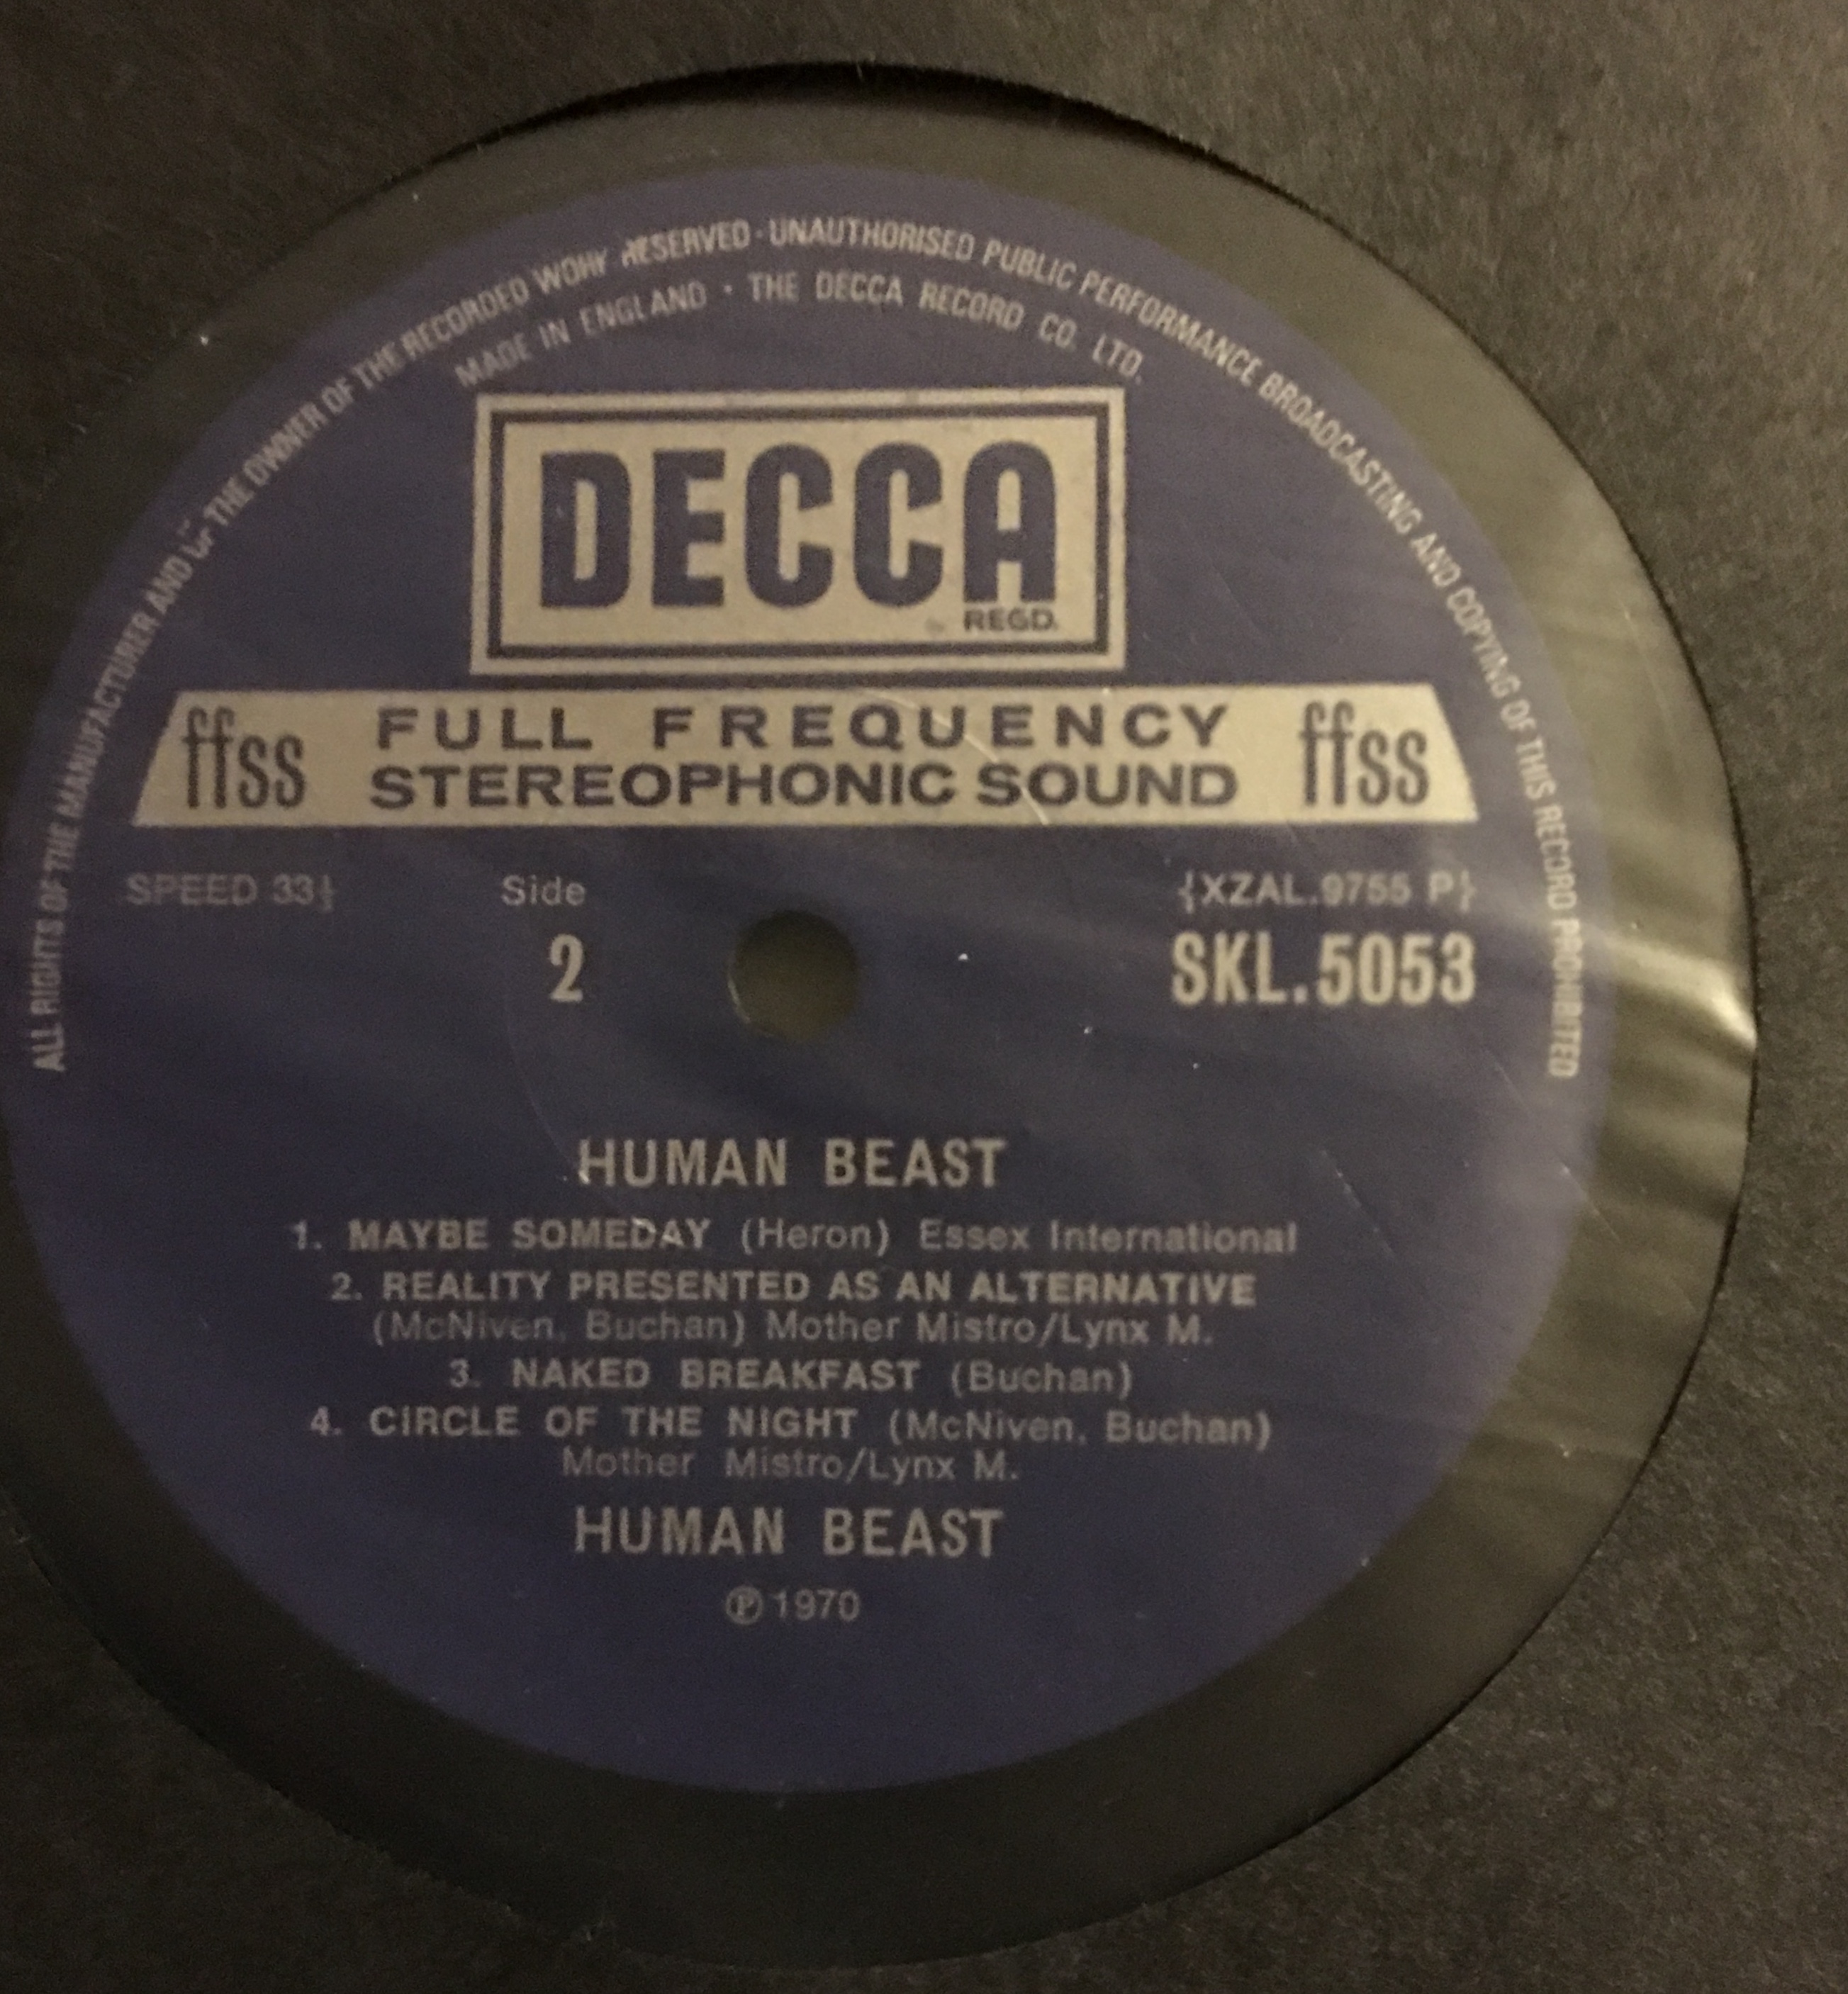 ALL RIGHTS OF THE MANUFACTURER AND OF THE OWNER OF THE RECORDED WORK RESERVED · UNAUTHORISED PUBLIC PERFORMANCE BROADCASTING AND COPYING OF THIS RECORD PROHIBITED
MADE IN ENGLAND · THE DECCA RECORD CO. LTD.
DECCA
REGD.
ffss FULL FREQUENCY STEREOPHONIC SOUND ffss
SPEED 33⅓ Side {XZAL.9755 P}
2 SKL.5053
HUMAN BEAST
1. MAYBE SOMEDAY (Heron) Essex International
2. REALITY PRESENTED AS AN ALTERNATIVE
(McNiven, Buchan) Mother Mistro/Lynx M.
3. NAKED BREAKFAST (Buchan)
4. CIRCLE OF THE NIGHT (McNiven, Buchan)
Mother Mistro/Lynx M.
HUMAN BEAST
℗ 1970